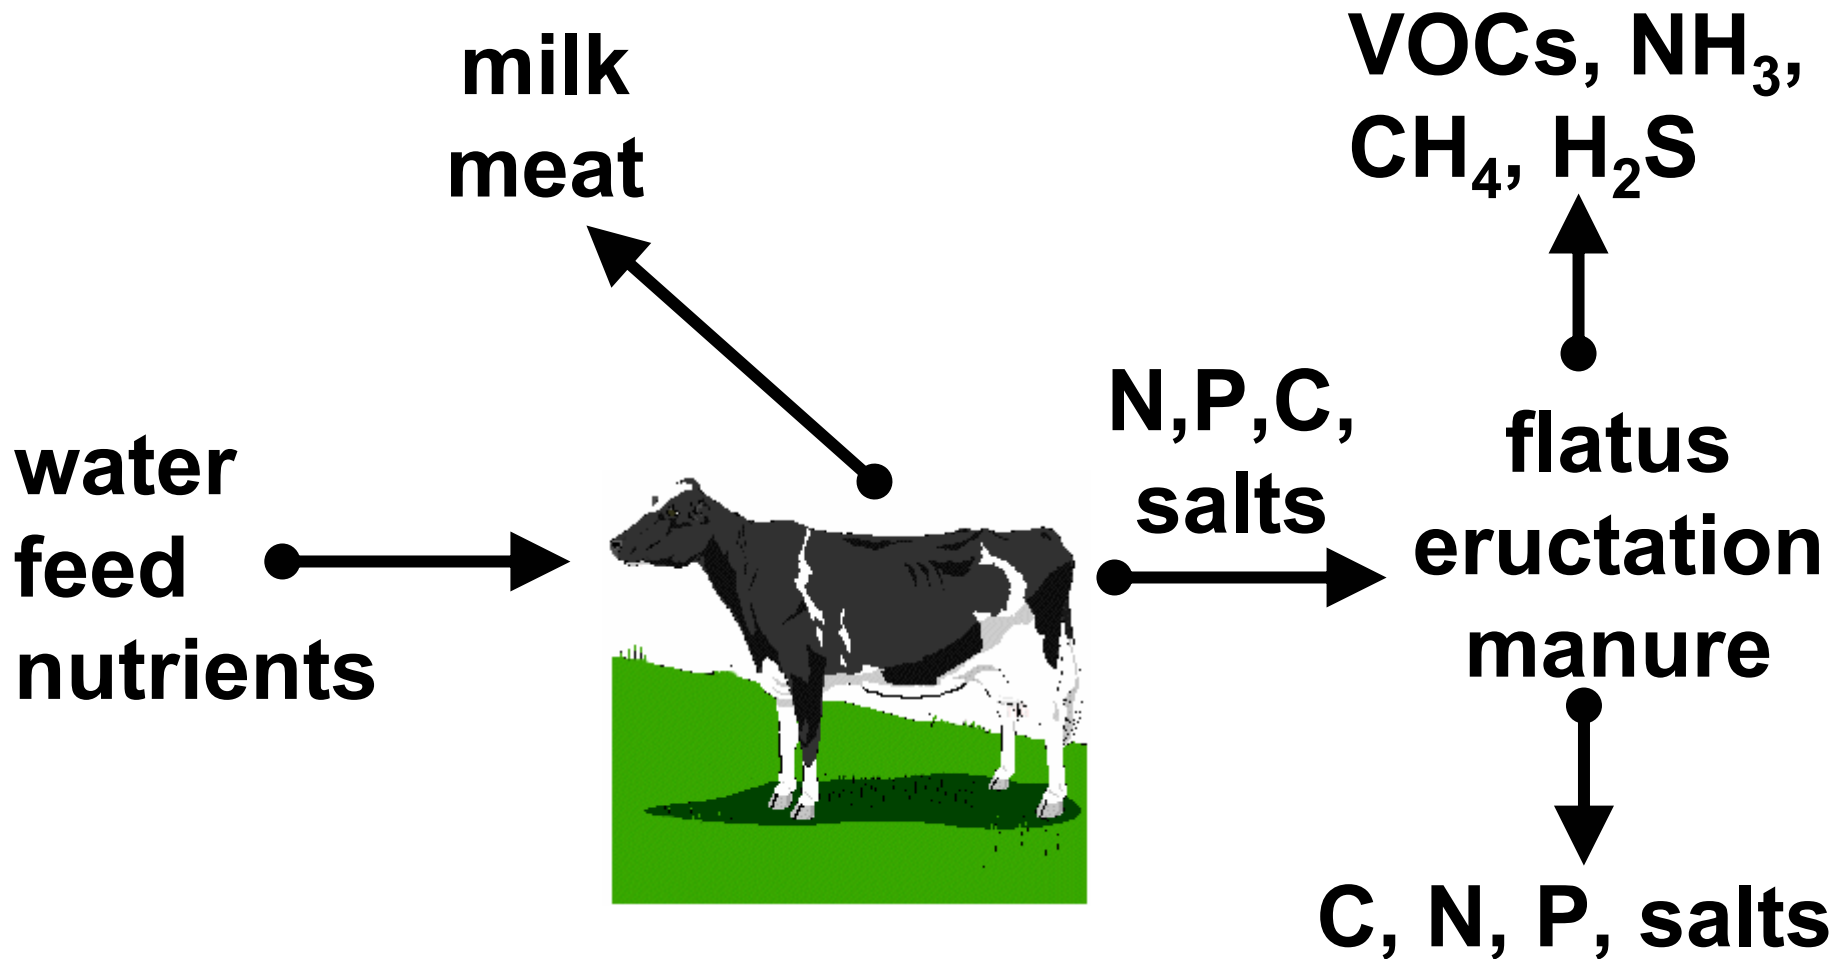 milk
meat
VOCs, NH₃,
CH₄, H₂S
water
feed
nutrients
N,P,C,
salts
flatus
eructation
manure
C, N, P, salts